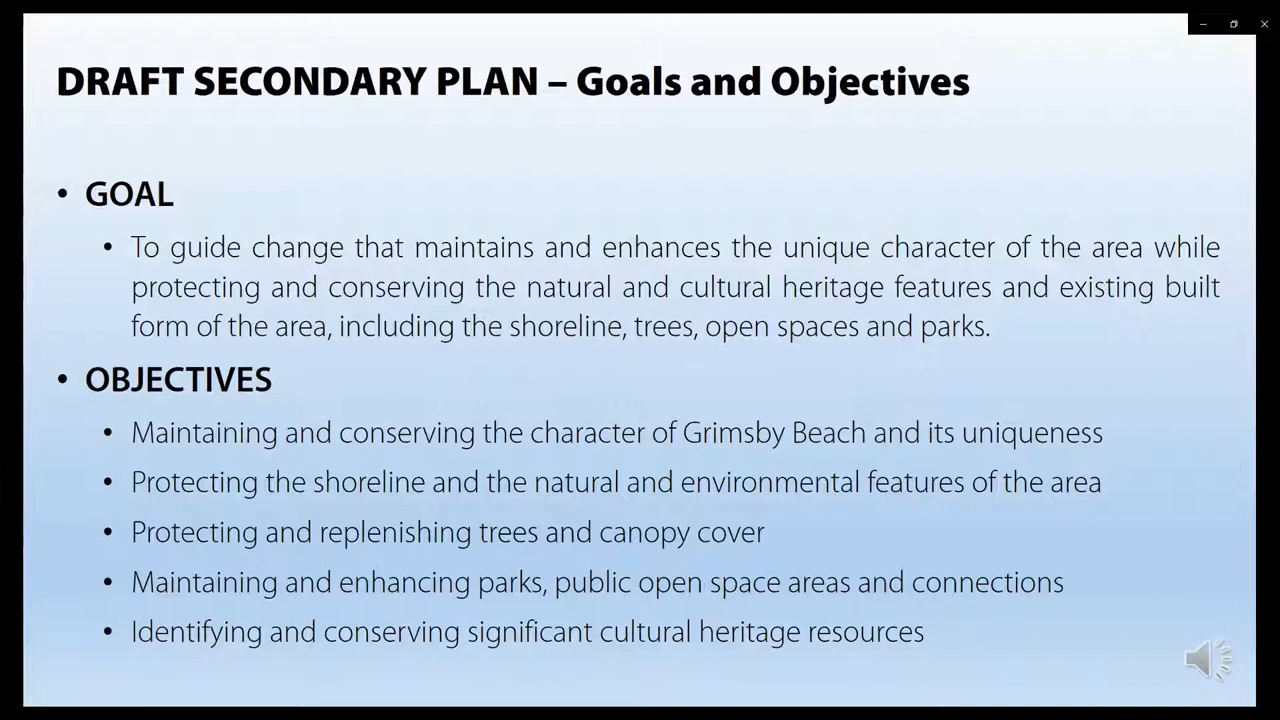 DRAFT SECONDARY PLAN – Goals and Objectives
• GOAL
• To guide change that maintains and enhances the unique character of the area while
protecting and conserving the natural and cultural heritage features and existing built
form of the area, including the shoreline, trees, open spaces and parks.
• OBJECTIVES
• Maintaining and conserving the character of Grimsby Beach and its uniqueness
• Protecting the shoreline and the natural and environmental features of the area
• Protecting and replenishing trees and canopy cover
• Maintaining and enhancing parks, public open space areas and connections
• Identifying and conserving significant cultural heritage resources